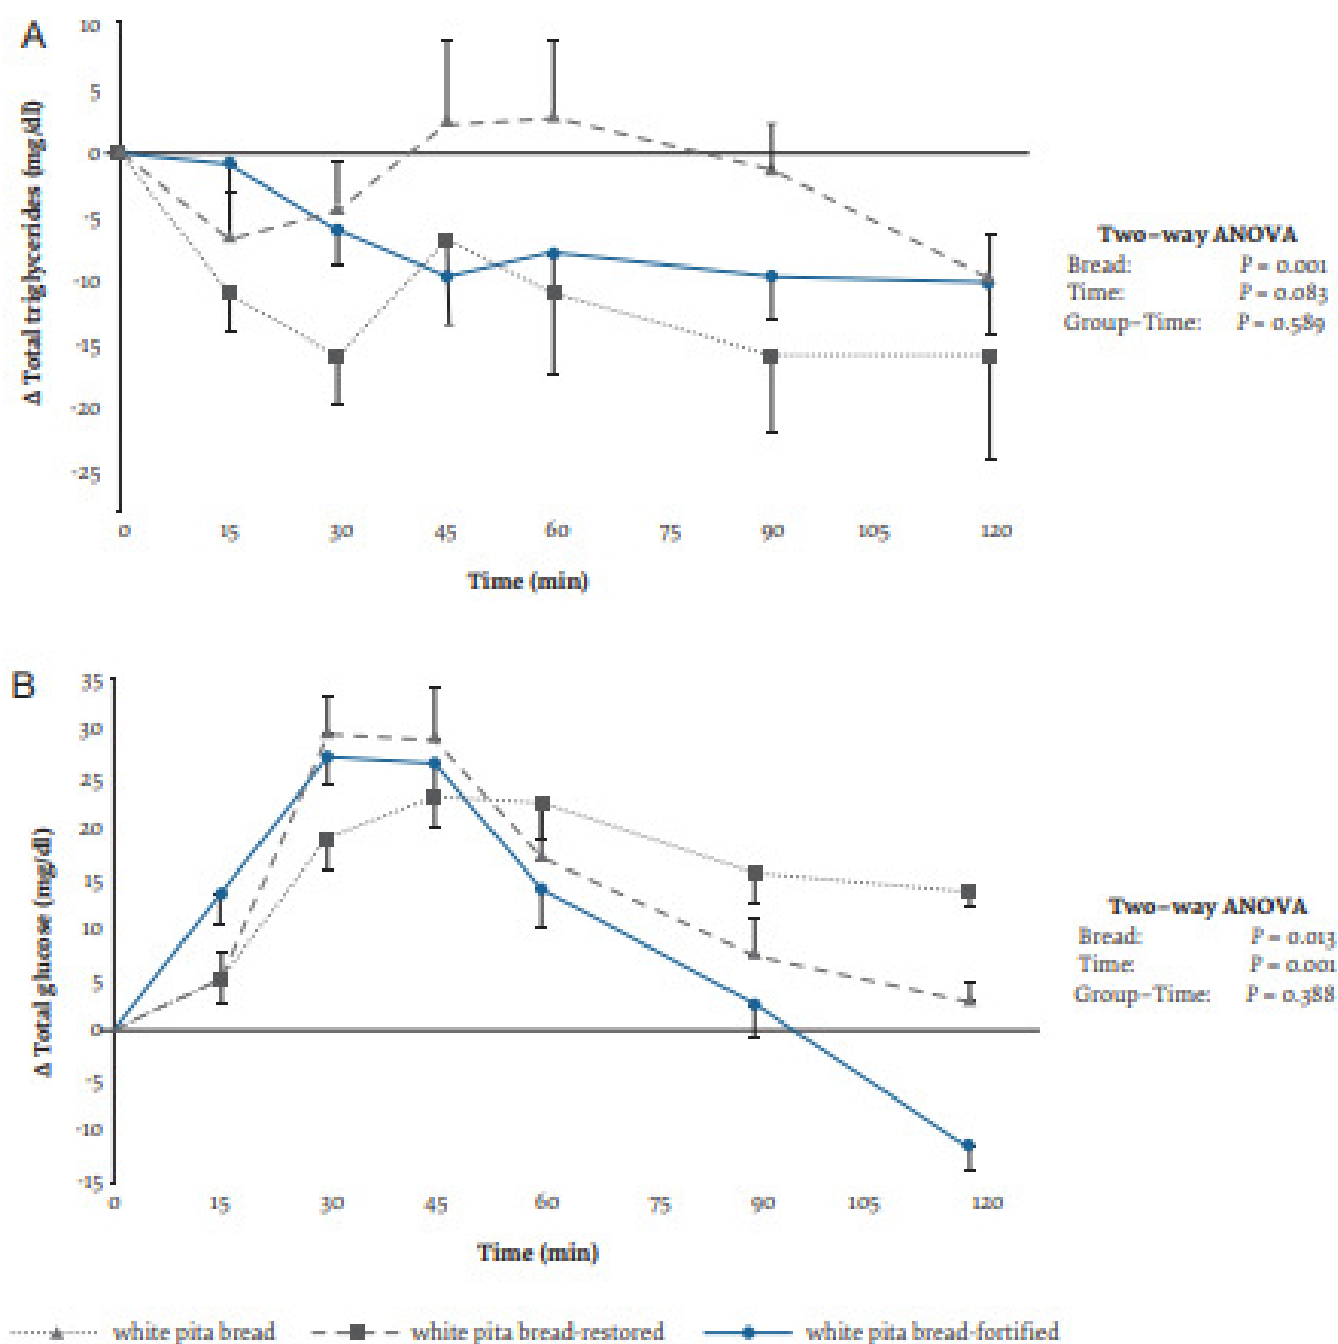 A
Δ Total triglycerides (mg/dl)
10
5
0
-5
-10
-15
-20
-25
0 15 30 45 60 75 90 105 120
Time (min)
Two-way ANOVA
Bread: P = 0.001
Time: P = 0.083
Group-Time: P = 0.589
B
Δ Total glucose (mg/dl)
35
30
25
20
15
10
5
0
-5
-10
-15
0 15 30 45 60 75 90 105 120
Time (min)
Two-way ANOVA
Bread: P = 0.013
Time: P = 0.001
Group-Time: P = 0.388
white pita bread white pita bread-restored white pita bread-fortified